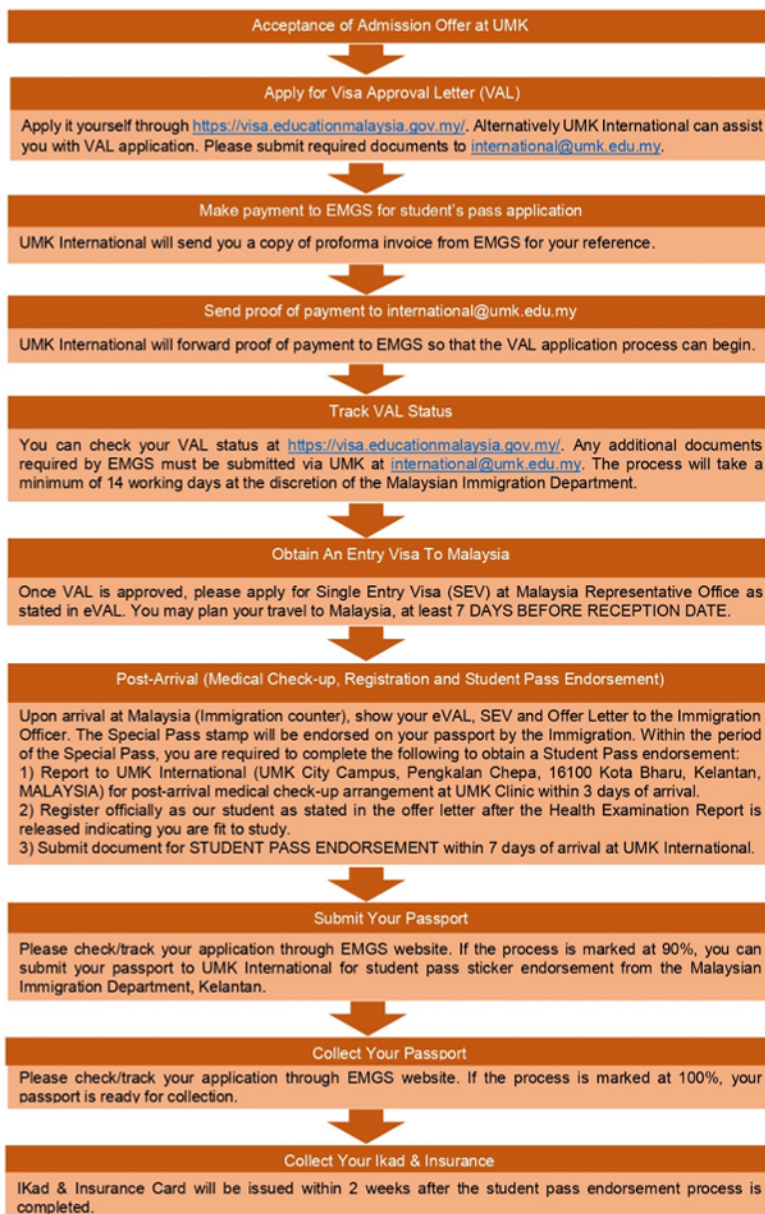 Acceptance of Admission Offer at UMK
Apply for Visa Approval Letter (VAL)
Apply it yourself through https://visa.educationmalaysia.gov.my/. Alternatively UMK International can assist
you with VAL application. Please submit required documents to international@umk.edu.my.
Make payment to EMGS for student's pass application
UMK International will send you a copy of proforma invoice from EMGS for your reference.
Send proof of payment to international@umk.edu.my
UMK International will forward proof of payment to EMGS so that the VAL application process can begin.
Track VAL Status
You can check your VAL status at https://visa.educationmalaysia.gov.my/. Any additional documents
required by EMGS must be submitted via UMK at international@umk.edu.my. The process will take a
minimum of 14 working days at the discretion of the Malaysian Immigration Department.
Obtain An Entry Visa To Malaysia
Once VAL is approved, please apply for Single Entry Visa (SEV) at Malaysia Representative Office as
stated in eVAL. You may plan your travel to Malaysia, at least 7 DAYS BEFORE RECEPTION DATE.
Post-Arrival (Medical Check-up, Registration and Student Pass Endorsement)
Upon arrival at Malaysia (Immigration counter), show your eVAL, SEV and Offer Letter to the Immigration
Officer. The Special Pass stamp will be endorsed on your passport by the Immigration. Within the period
of the Special Pass, you are required to complete the following to obtain a Student Pass endorsement:
1) Report to UMK International (UMK City Campus, Pengkalan Chepa, 16100 Kota Bharu, Kelantan,
MALAYSIA) for post-arrival medical check-up arrangement at UMK Clinic within 3 days of arrival.
2) Register officially as our student as stated in the offer letter after the Health Examination Report is
released indicating you are fit to study.
3) Submit document for STUDENT PASS ENDORSEMENT within 7 days of arrival at UMK International.
Submit Your Passport
Please check/track your application through EMGS website. If the process is marked at 90%, you can
submit your passport to UMK International for student pass sticker endorsement from the Malaysian
Immigration Department, Kelantan.
Collect Your Passport
Please check/track your application through EMGS website. If the process is marked at 100%, your
passport is ready for collection.
Collect Your Ikad & Insurance
IKad & Insurance Card will be issued within 2 weeks after the student pass endorsement process is
completed.